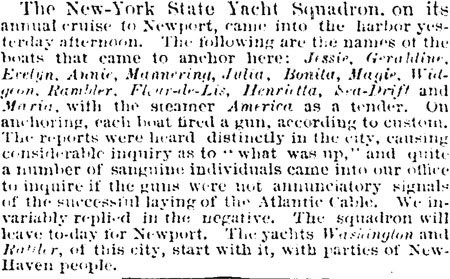 The New-York State Yacht Squadron, on its
annual cruise to Newport, came into the harbor yes-
terday afternoon. The following are the names of the
boats that came to anchor here: Jessie, Geraldine,
Evelyn, Annie, Mannering, Julia, Bonita, Magie, Wid-
geon, Rambler, Fleur-de-Lis, Henrietta, Sea-Drift and
Maria, with the steamer America as a tender. On
anchoring, each boat fired a gun, according to custom.
The reports were heard distinctly in the city, causing
considerable inquiry as to "what was up," and quite
a number of sanguine individuals came into our office
to inquire if the guns were not annunciatory signals
of the successful laying of the Atlantic Cable. We in-
variably replied in the negative. The squadron will
leave to-day for Newport. The yachts Washington and
Rattler, of this city, start with it, with parties of New-
Haven people.